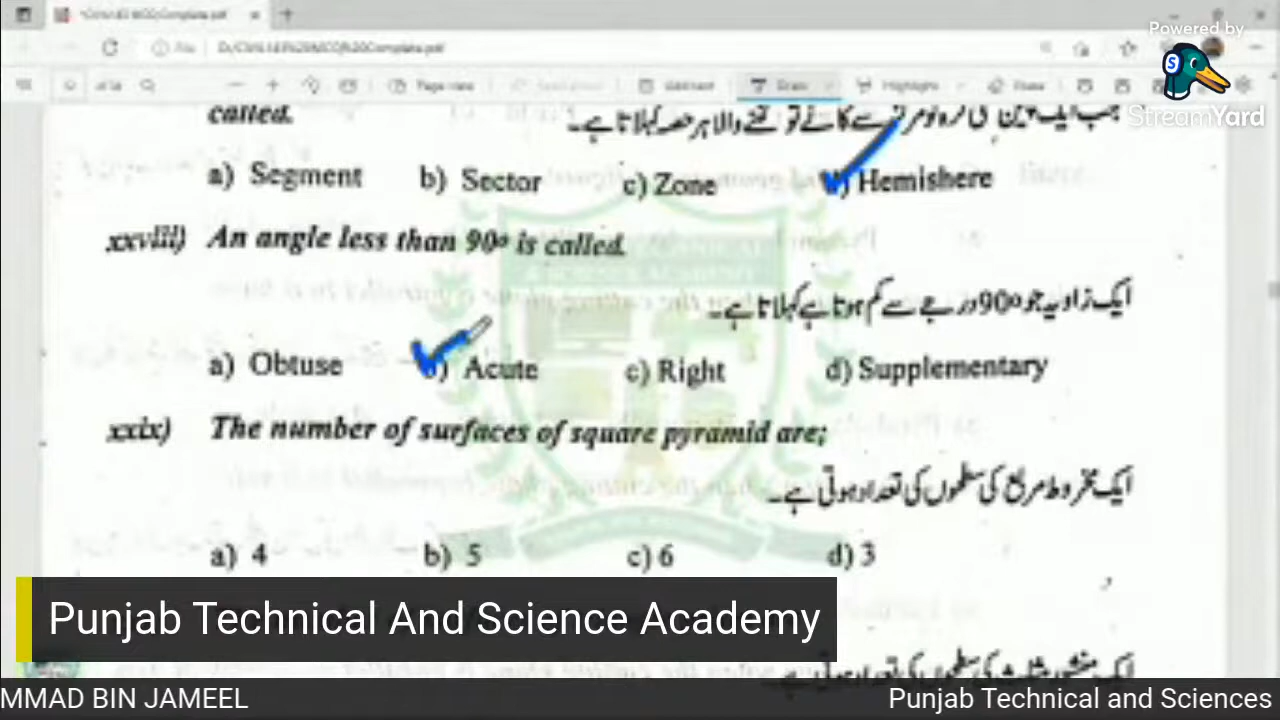 Powered by
StreamYard
called.
a) Segment b) Sector c) Zone Hemishere
xxviii) An angle less than 90° is called.
ایک زاویہ جو 90° درجے سے کم ہوتا ہے کہلاتا ہے۔
a) Obtuse ) Acute c) Right d) Supplementary
xxix) The number of surfaces of square pyramid are;
ایک مخروط مربع کی سطحوں کی تعداد ہوتی ہے۔
a) 4 b) 5 c) 6 d) 3
Punjab Technical And Science Academy
MMAD BIN JAMEEL
Punjab Technical and Sciences